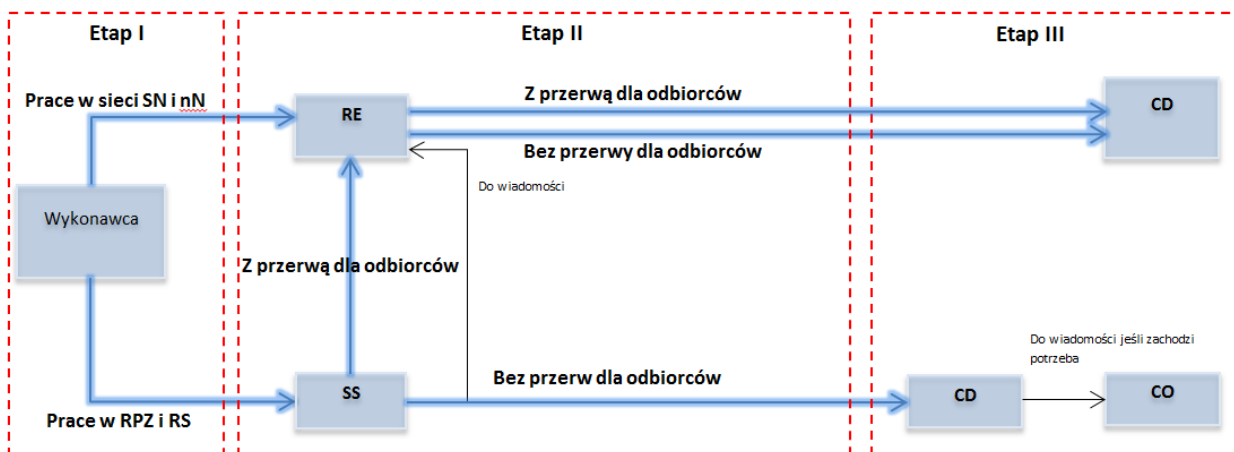 Etap I
Etap II
Etap III
Prace w sieci SN i nN
Z przerwą dla odbiorców
RE
CD
Bez przerwy dla odbiorców
Do wiadomości
Wykonawca
Z przerwą dla odbiorców
Do wiadomości jeśli zachodzi
potrzeba
Bez przerw dla odbiorców
SS
CD
CO
Prace w RPZ i RS